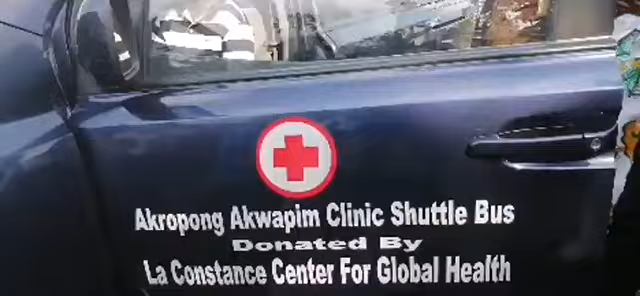 Akropong Akwapim Clinic Shuttle Bus
Donated By
La Constance Center For Global Health